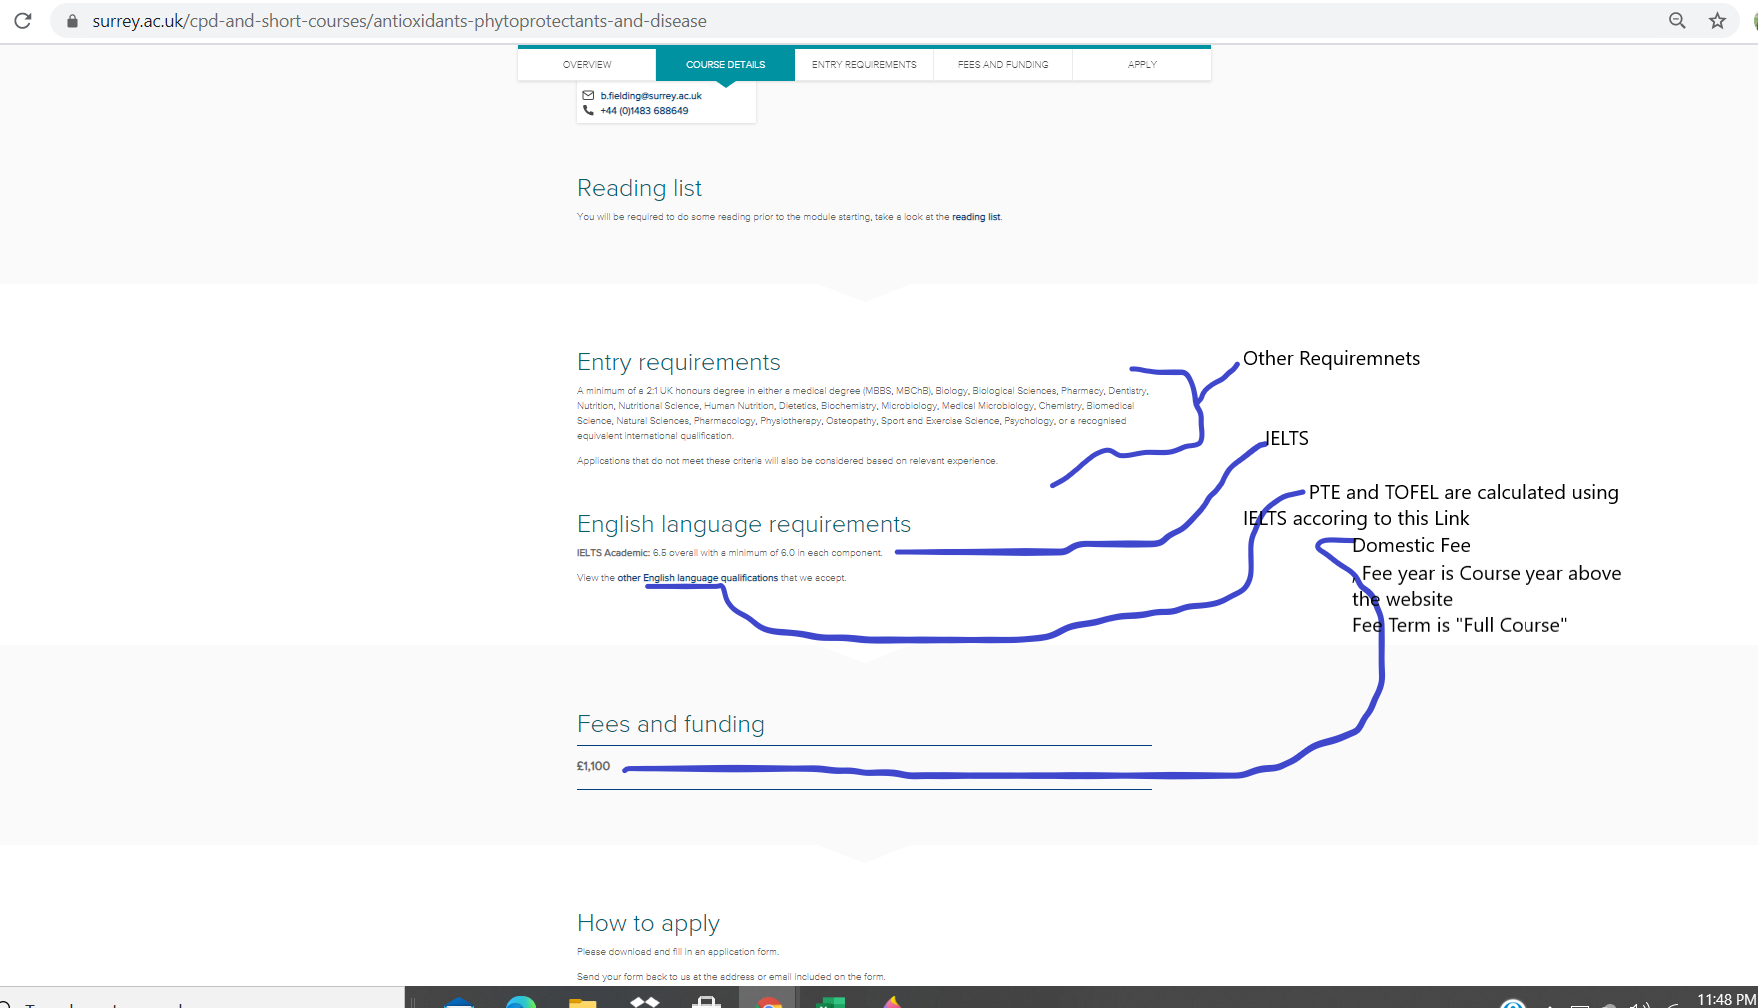 surrey.ac.uk/cpd-and-short-courses/antioxidants-phytoprotectants-and-disease
OVERVIEW
COURSE DETAILS
ENTRY REQUIREMENTS
FEES AND FUNDING
APPLY
b.fielding@surrey.ac.uk
+44 (0)1483 688649
Reading list
You will be required to do some reading prior to the module starting, take a look at the reading list.
Entry requirements
Other Requiremnets
A minimum of a 2:1 UK honours degree in either a medical degree (MBBS, MBChB), Biology, Biological Sciences, Pharmacy, Dentistry,
Nutrition, Nutritional Science, Human Nutrition, Dietetics, Biochemistry, Microbiology, Medical Microbiology, Chemistry, Biomedical
Science, Natural Sciences, Pharmacology, Physiotherapy, Osteopathy, Sport and Exercise Science, Psychology, or a recognised
equivalent international qualification.
Applications that do not meet these criteria will also be considered based on relevant experience.
IELTS
English language requirements
IELTS Academic: 6.5 overall with a minimum of 6.0 in each component.
View the other English language qualifications that we accept.
PTE and TOFEL are calculated using
IELTS accoring to this Link
Domestic Fee
, Fee year is Course year above
the website
Fee Term is "Full Course"
Fees and funding
£1,100
How to apply
Please download and fill in an application form.
Send your form back to us at the address or email included on the form.
11:48 PM